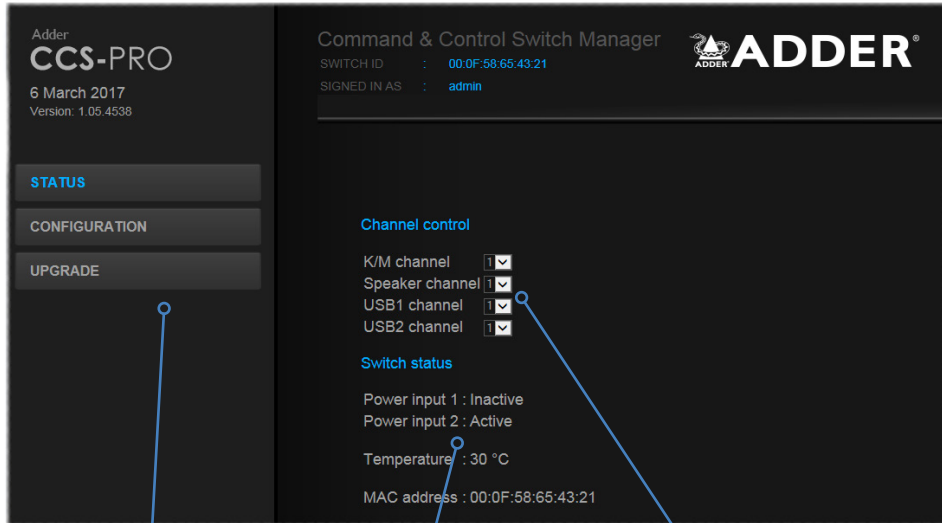 Adder
CCS-PRO
6 March 2017
Version: 1.05.4538
STATUS
CONFIGURATION
UPGRADE
Command & Control Switch Manager
SWITCH ID : 00:0F:58:65:43:21
SIGNED IN AS : admin
ADDER ADDER®
Channel control
K/M channel 1
Speaker channel 1
USB1 channel 1
USB2 channel 1
Switch status
Power input 1 : Inactive
Power input 2 : Active
Temperature : 30 °C
MAC address : 00:0F:58:65:43:21